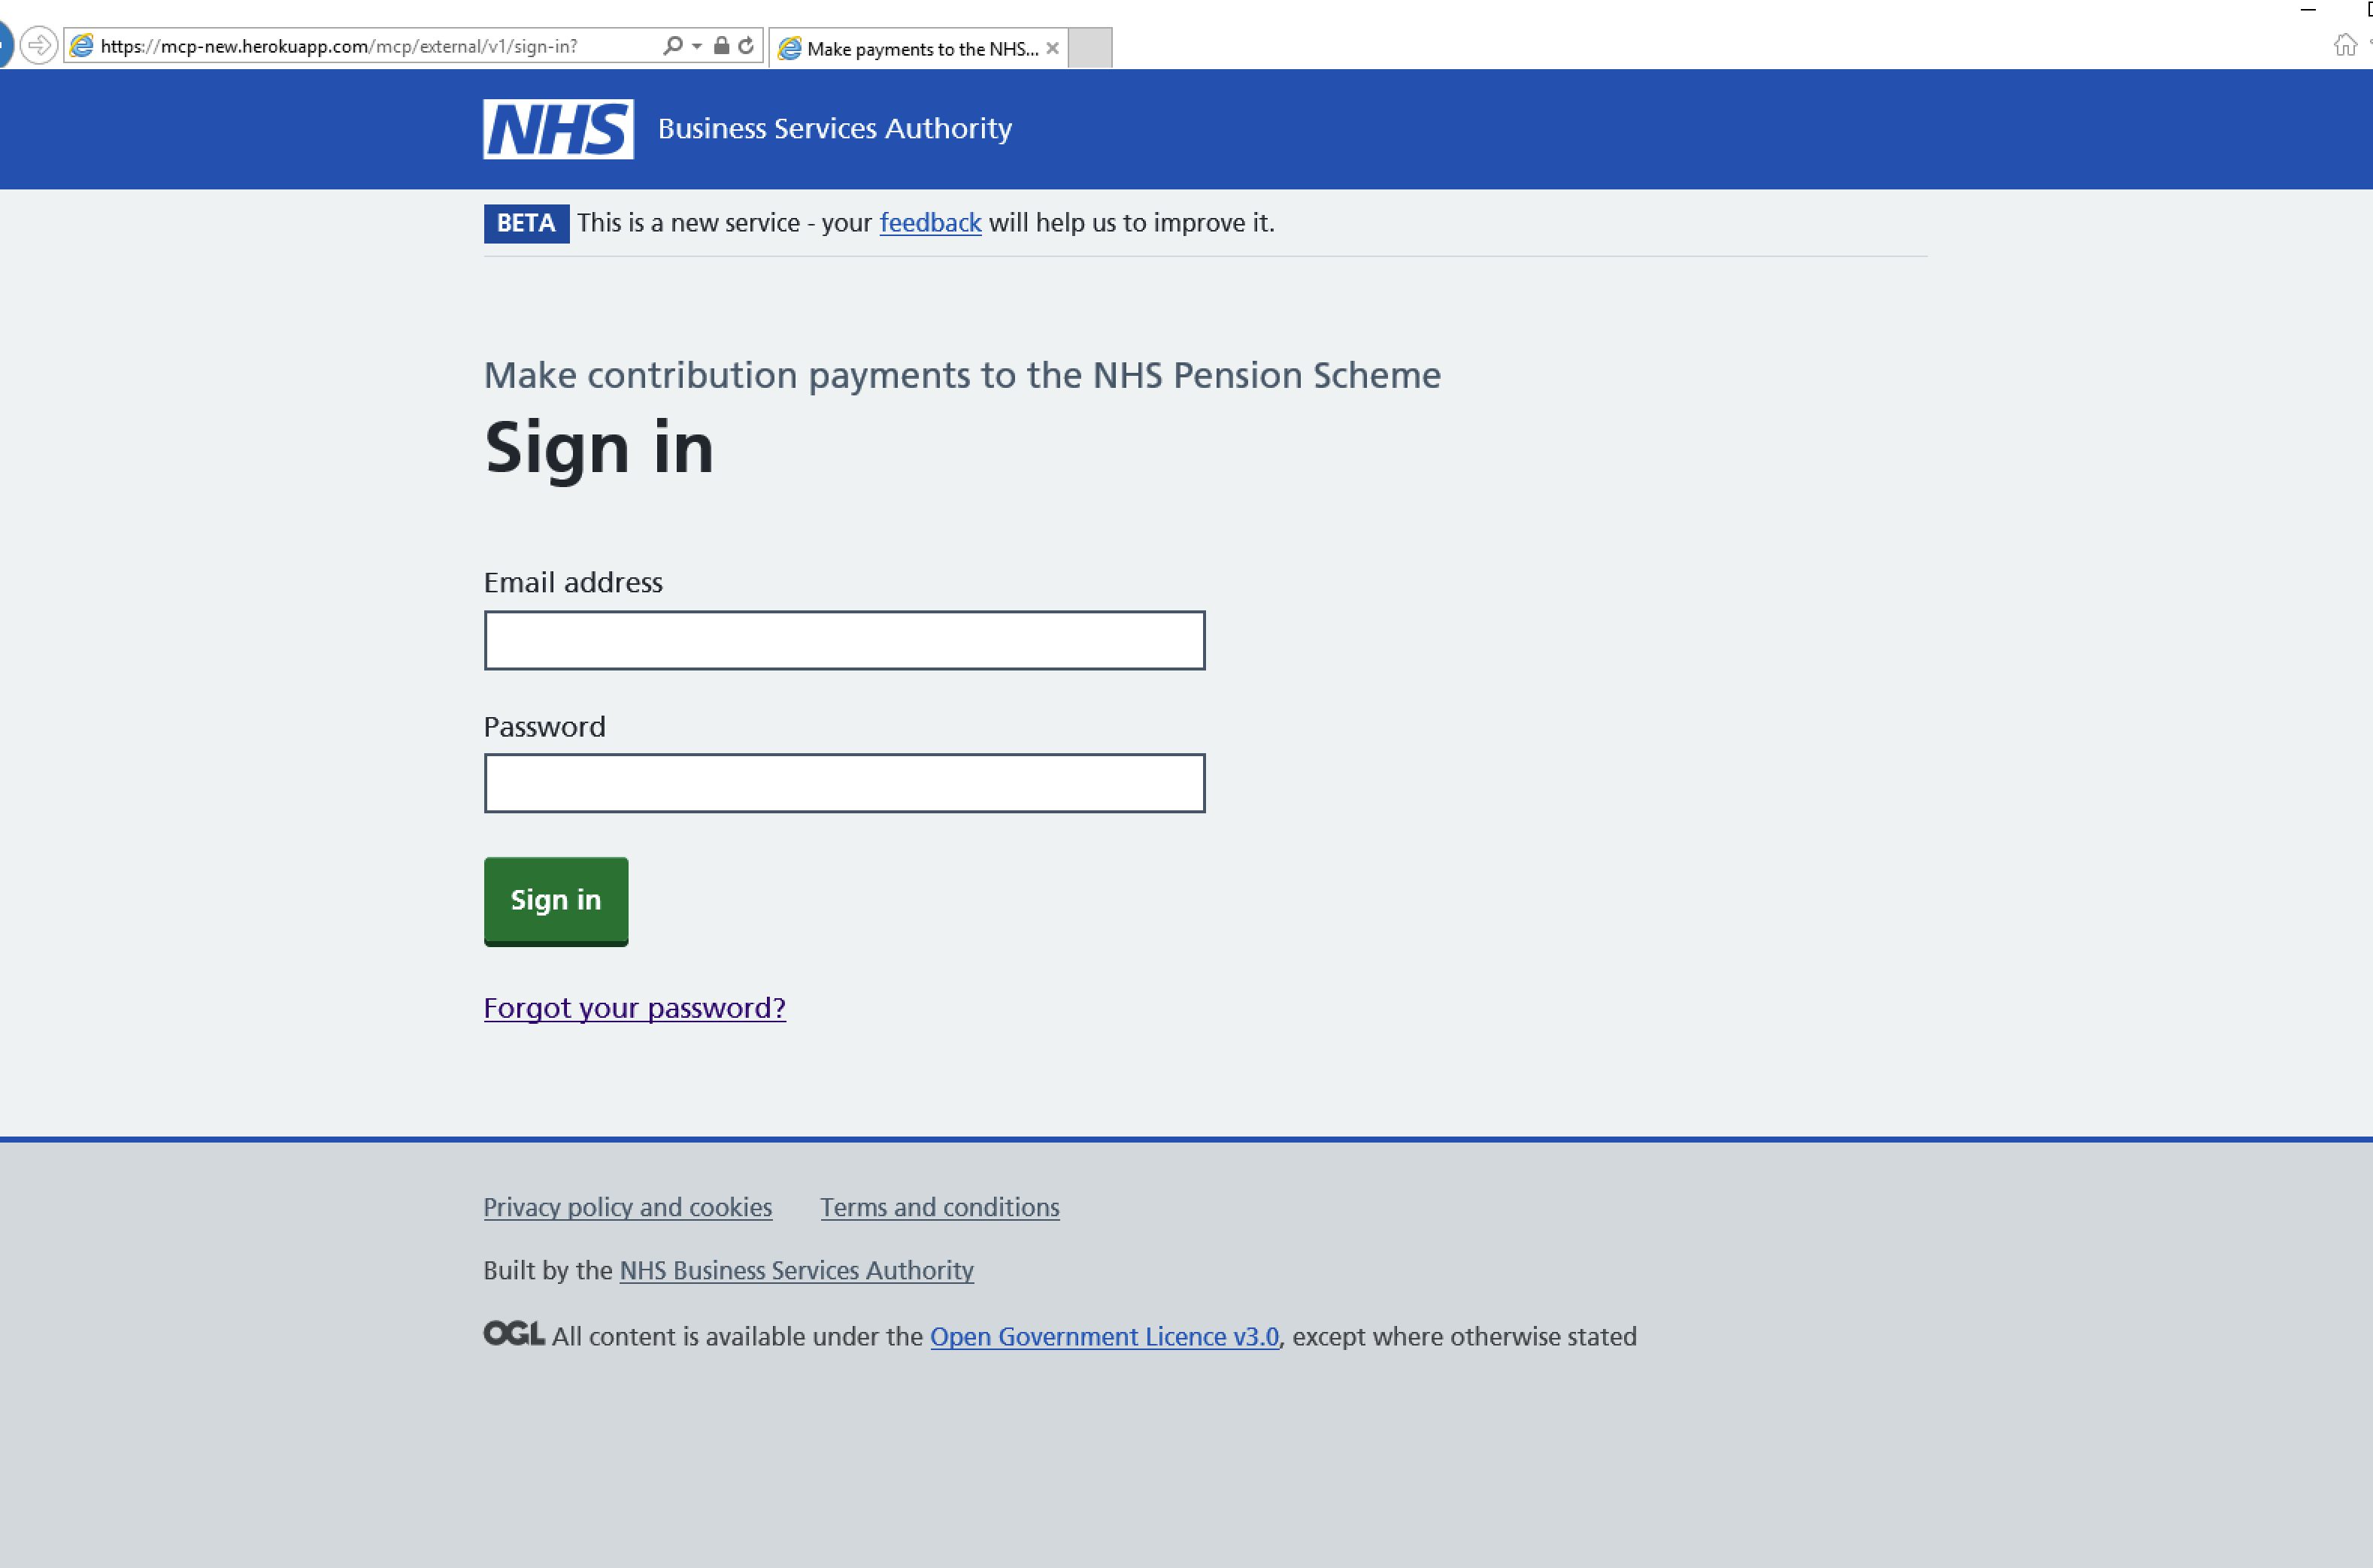 https://mcp-new.herokuapp.com/mcp/external/v1/sign-in?
Make payments to the NHS...
NHS Business Services Authority
BETA This is a new service - your feedback will help us to improve it.
Make contribution payments to the NHS Pension Scheme
Sign in
Email address
Password
Sign in
Forgot your password?
Privacy policy and cookies Terms and conditions
Built by the NHS Business Services Authority
OGL All content is available under the Open Government Licence v3.0, except where otherwise stated